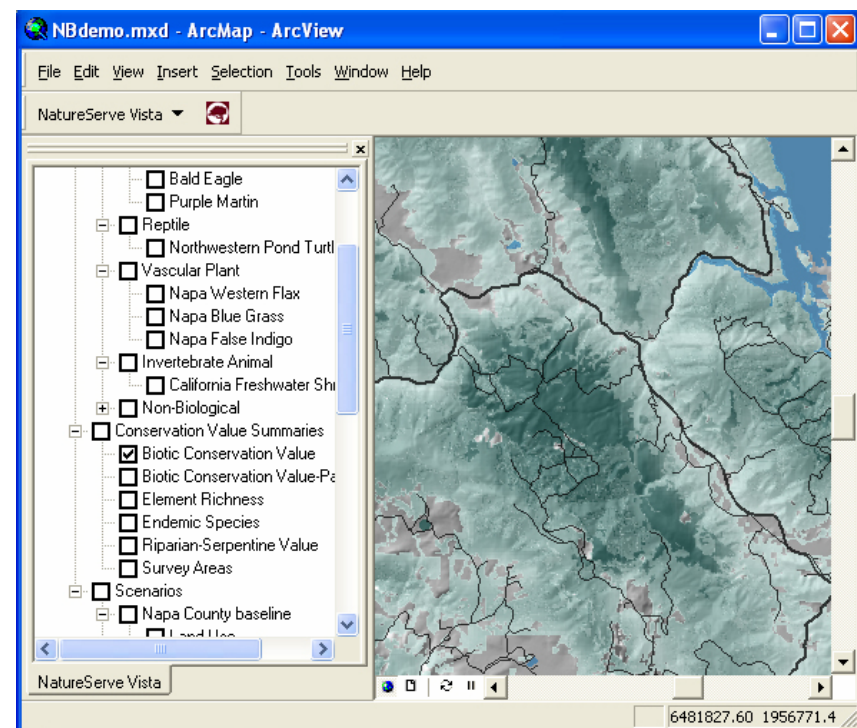 NBdemo.mxd - ArcMap - ArcView
File Edit View Insert Selection Tools Window Help
NatureServe Vista
Bald Eagle
Purple Martin
Reptile
Northwestern Pond Turtl
Vascular Plant
Napa Western Flax
Napa Blue Grass
Napa False Indigo
Invertebrate Animal
California Freshwater Shr
Non-Biological
Conservation Value Summaries
Biotic Conservation Value
Biotic Conservation Value-Pa
Element Richness
Endemic Species
Riparian-Serpentine Value
Survey Areas
Scenarios
Napa County baseline
Land Use
NatureServe Vista
6481827.60 1956771.4